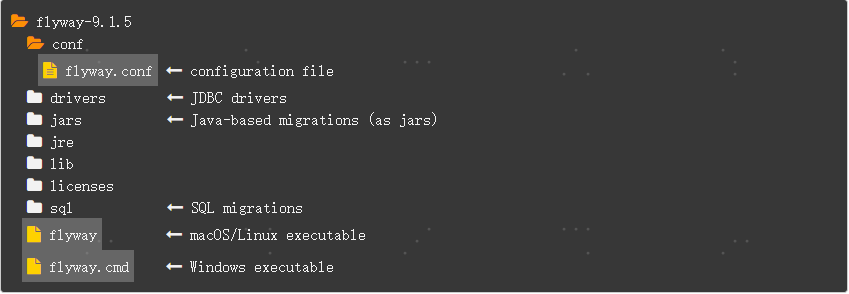 flyway-9.1.5
conf
flyway.conf ← configuration file
drivers ← JDBC drivers
jars ← Java-based migrations (as jars)
jre
lib
licenses
sql ← SQL migrations
flyway ← macOS/Linux executable
flyway.cmd ← Windows executable